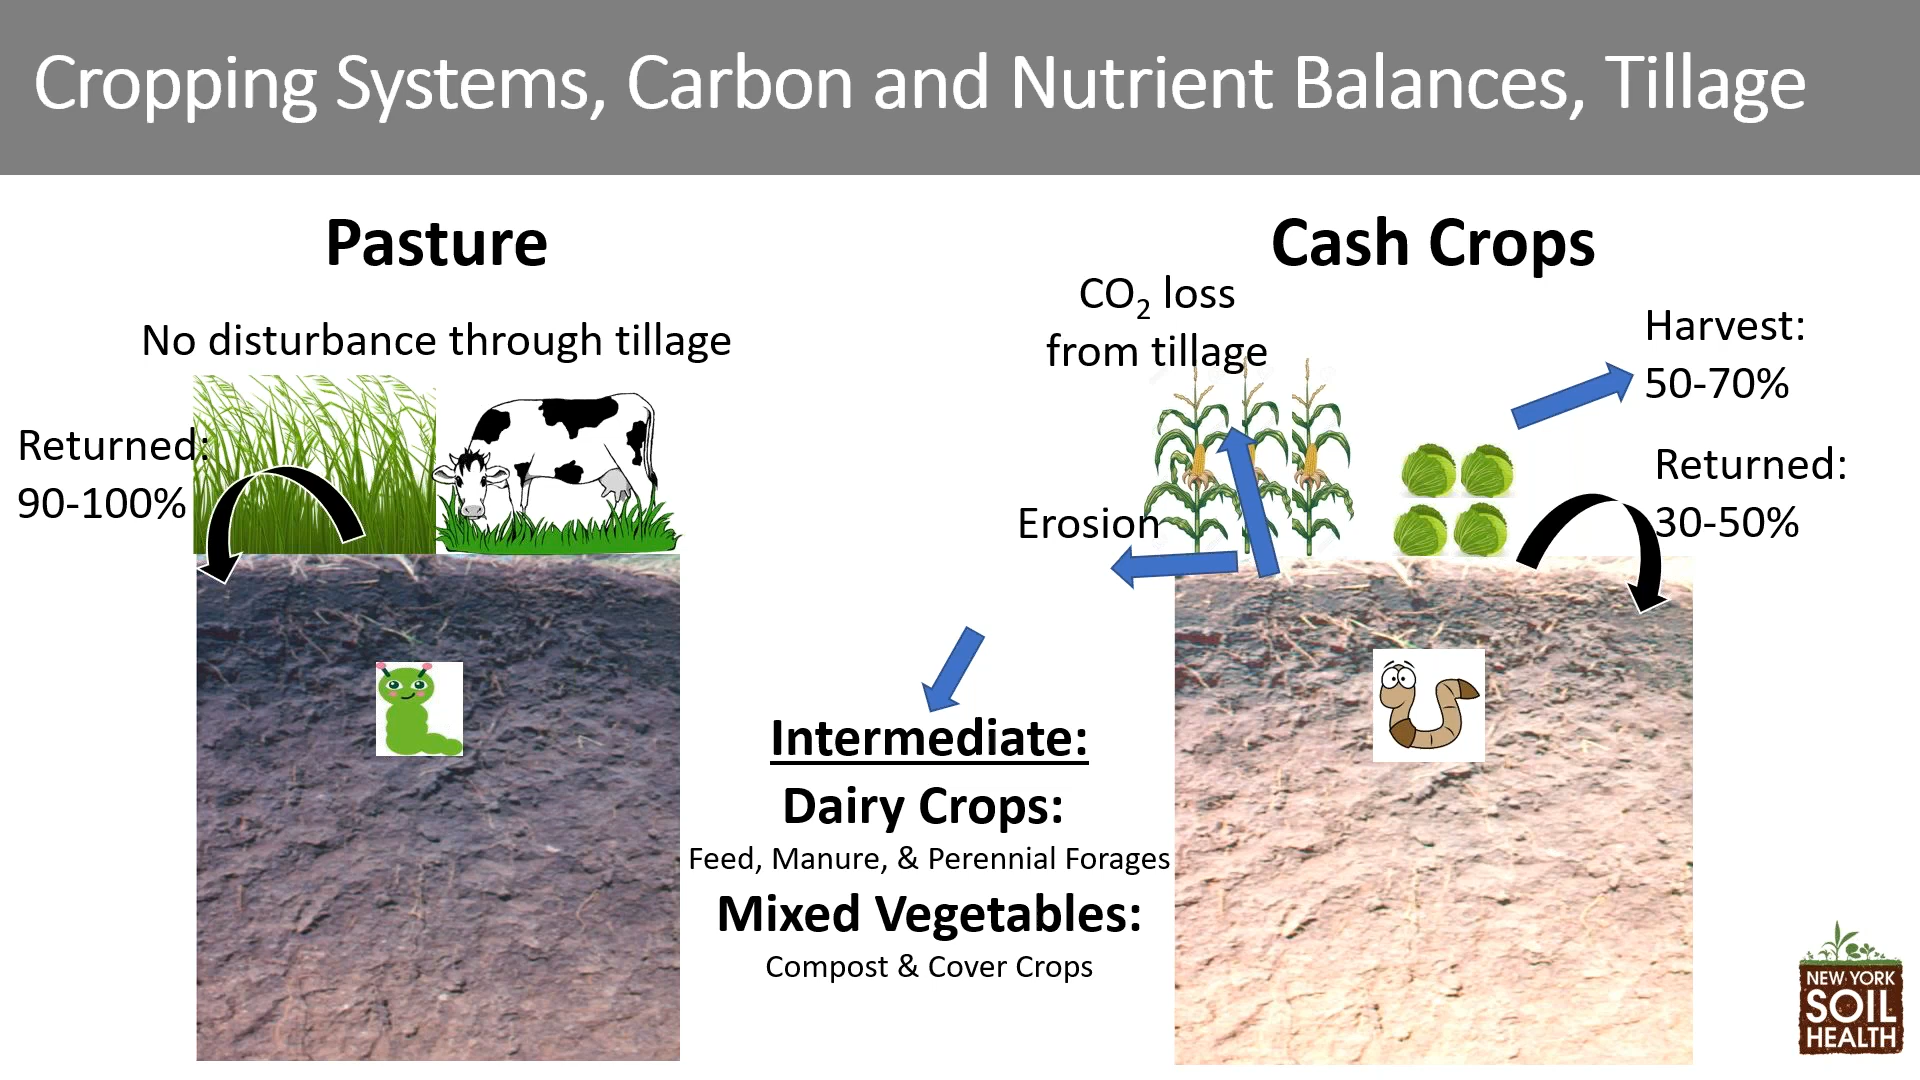 Cropping Systems, Carbon and Nutrient Balances, Tillage
Pasture
No disturbance through tillage
Returned:
90-100%
Cash Crops
CO₂ loss
from tillage
Harvest:
50-70%
Returned:
30-50%
Erosion
Intermediate:
Dairy Crops:
Feed, Manure, & Perennial Forages
Mixed Vegetables:
Compost & Cover Crops
NEW YORK
SOIL
HEALTH